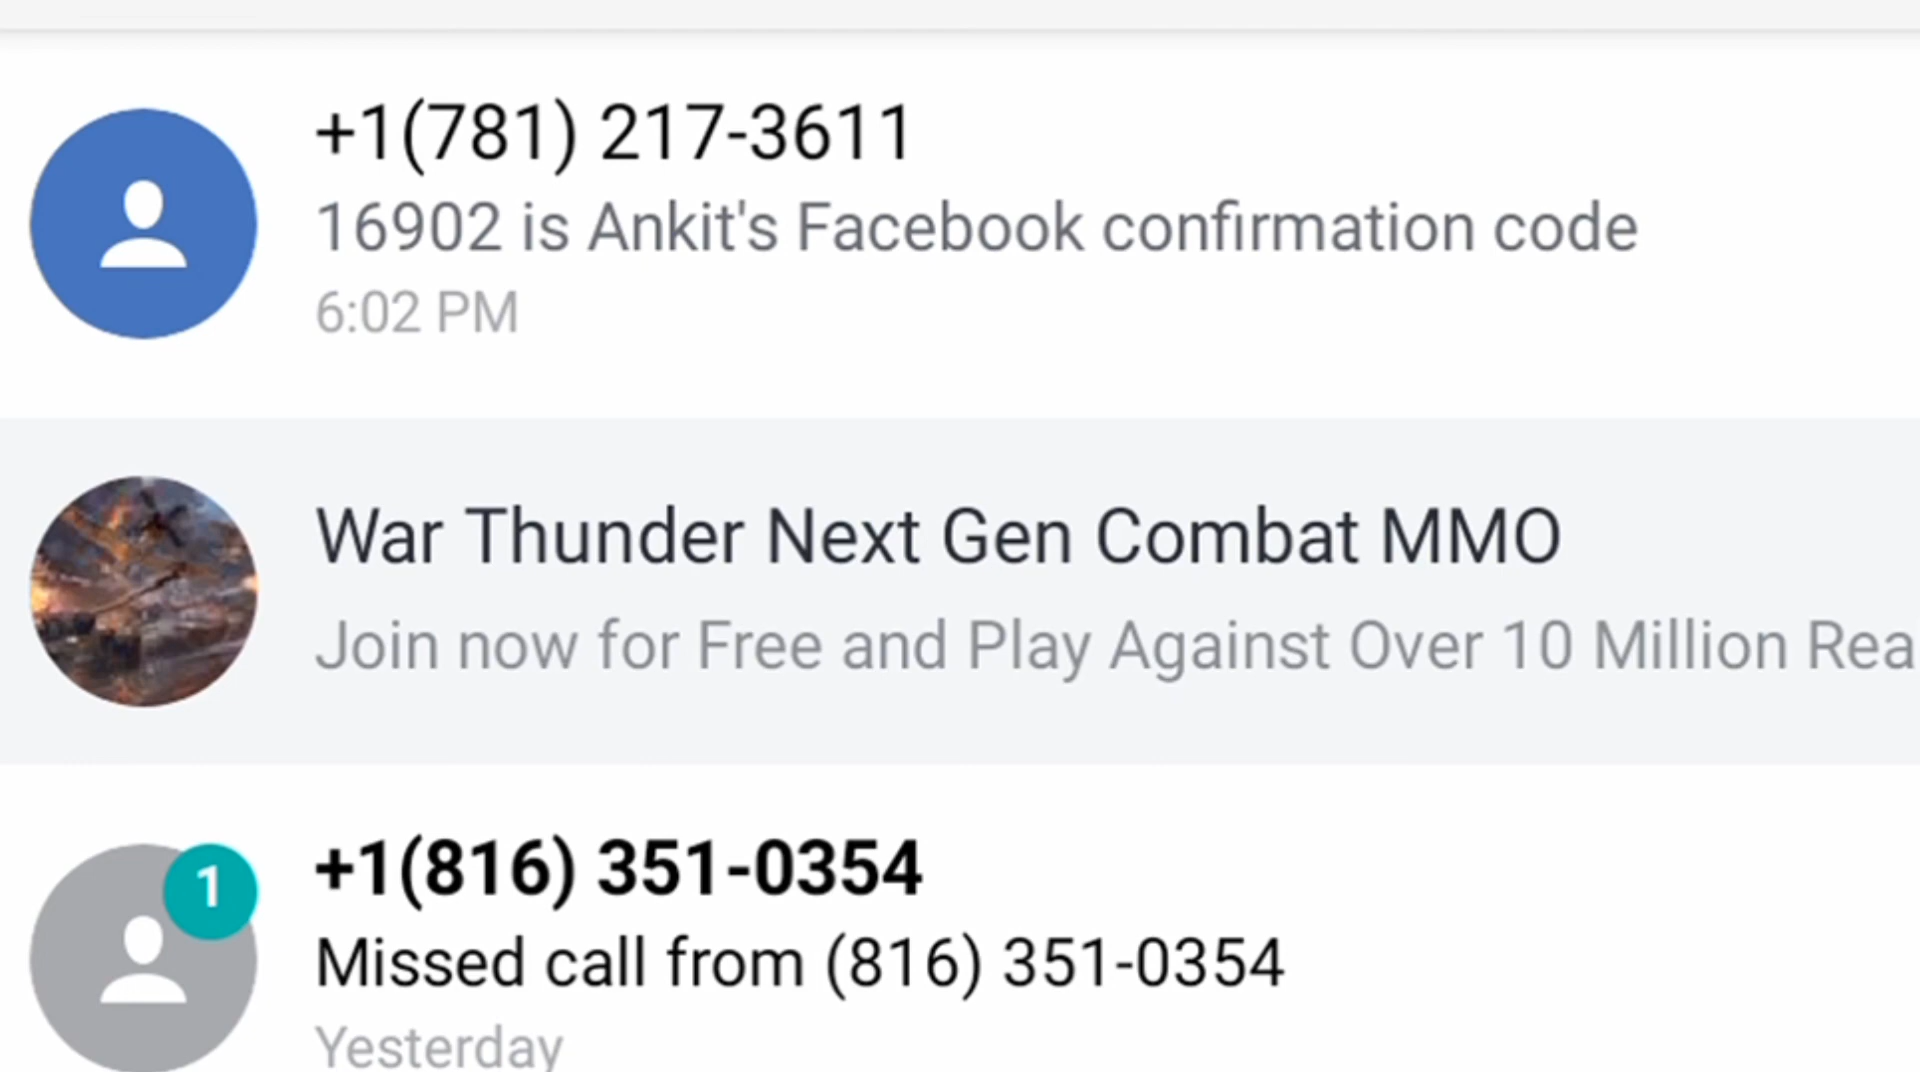 +1(781) 217-3611
16902 is Ankit's Facebook confirmation code
6:02 PM
War Thunder Next Gen Combat MMO
Join now for Free and Play Against Over 10 Million Rea
1
+1(816) 351-0354
Missed call from (816) 351-0354
Yesterday